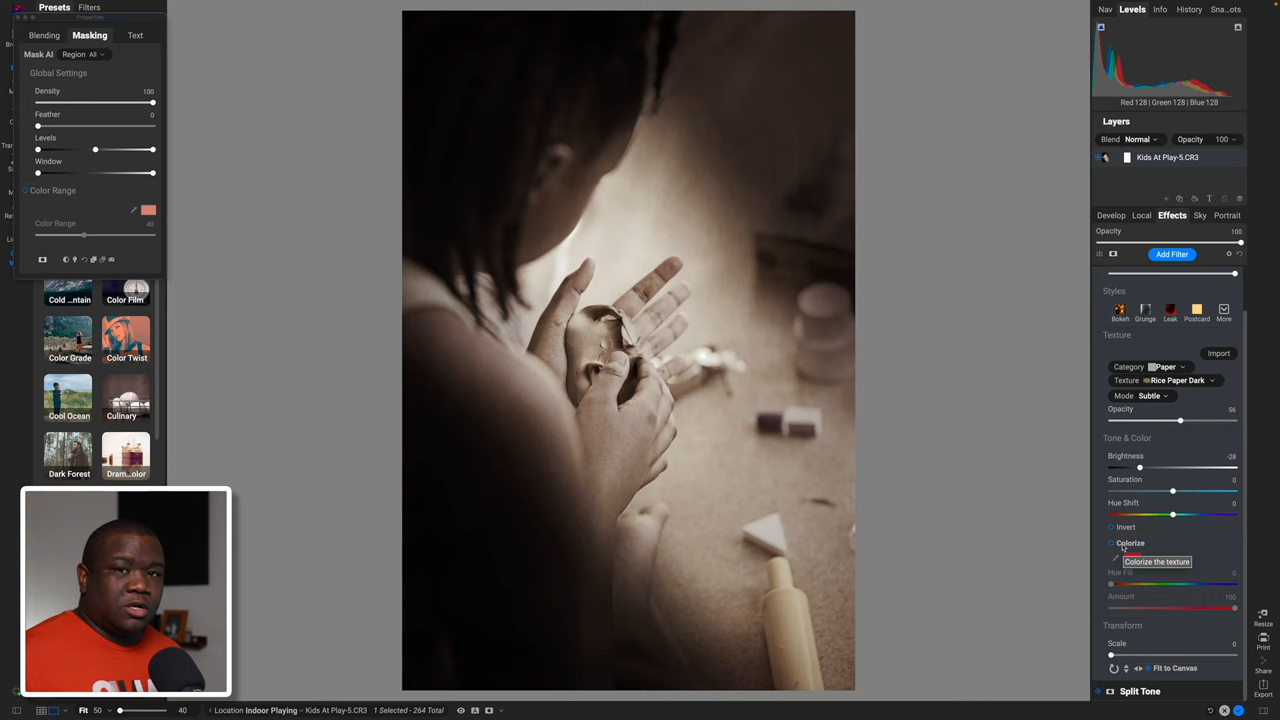 Presets Filters
Properties
Blending Masking Text
Mask AI Region All
Global Settings
Density 100
Feather 0
Levels
Window
Color Range
Color Range 40
Cold ...ntain Color Film
Color Grade Color Twist
Cool Ocean Culinary
Dark Forest Dram...olor
Fit 50 40
Location Indoor Playing Kids At Play-5.CR3 1 Selected - 264 Total
Nav Levels Info History Sna...ots
Red 128 | Green 128 | Blue 128
Layers
Blend Normal Opacity 100
Kids At Play-5.CR3
Develop Local Effects Sky Portrait
Opacity 100
Add Filter
Styles
Bokeh Grunge Leak Postcard More
Texture
Import
Category Paper
Texture Rice Paper Dark
Mode Subtle
Opacity 56
Tone & Color
Brightness -28
Saturation 0
Hue Shift 0
Invert
Colorize
Colorize the texture
Hue Fill 0
Amount 100
Transform
Scale 0
Fit to Canvas
Split Tone
Resize
Print
Share
Export